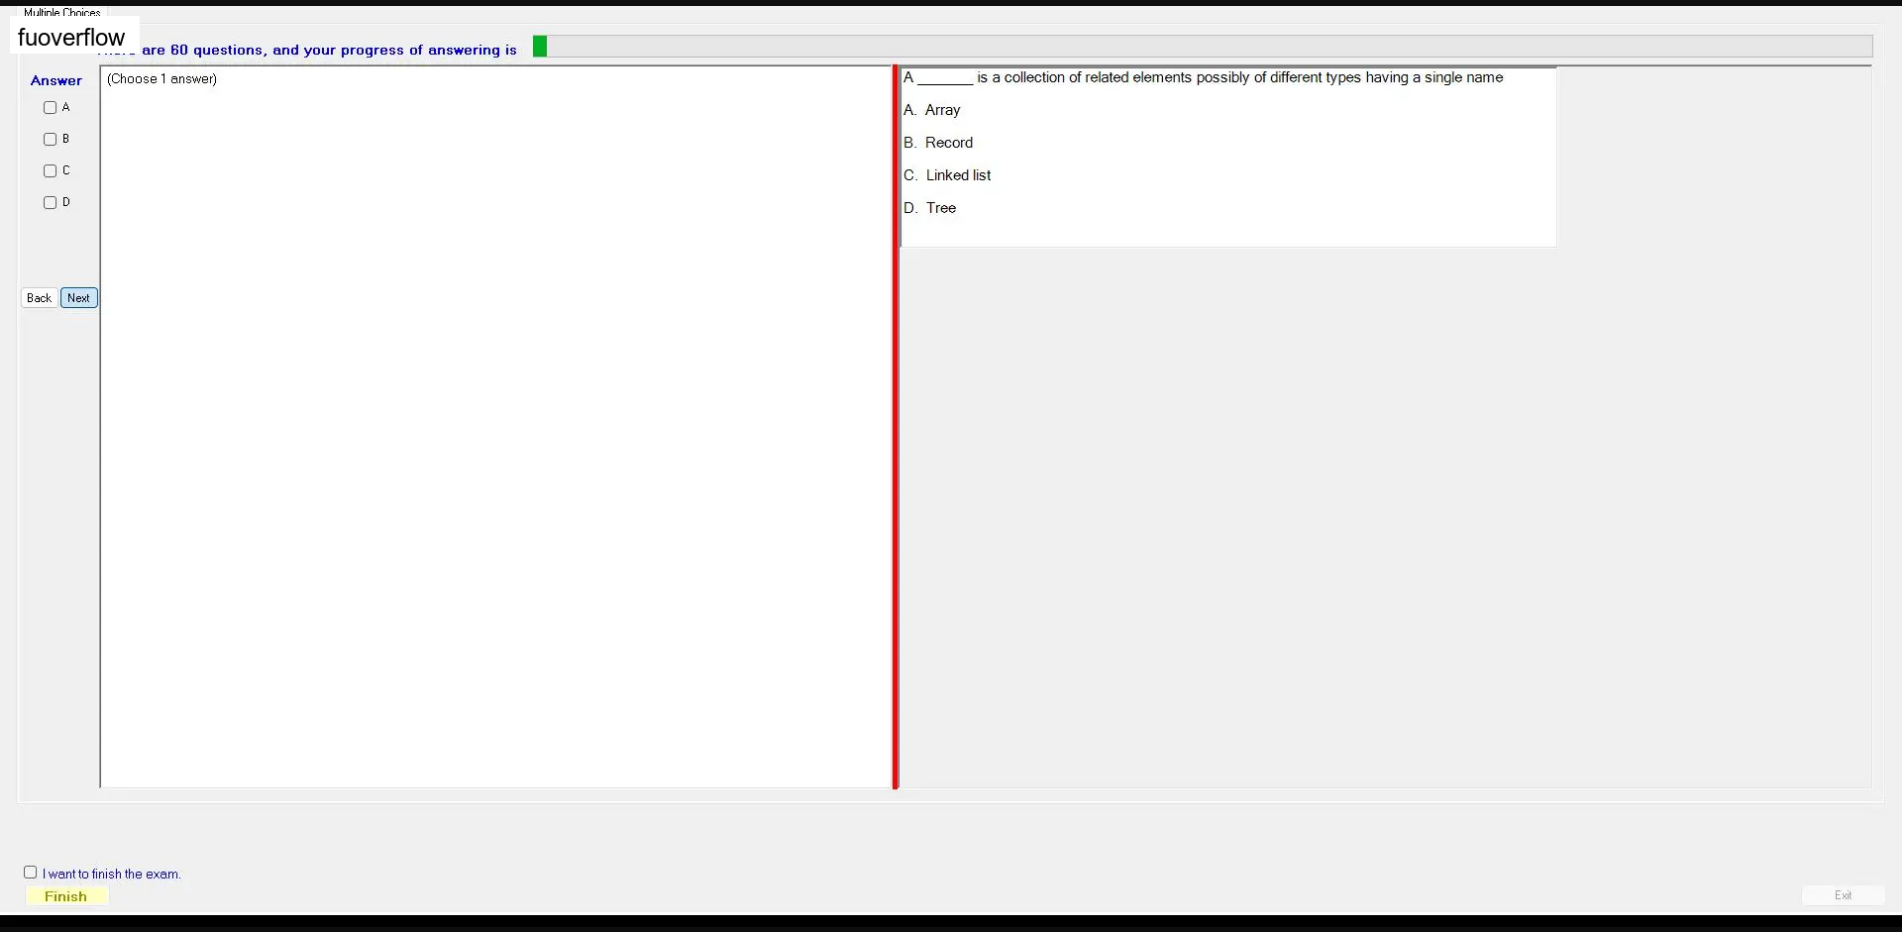 Multiple Choices
fuoverflow
are 60 questions, and your progress of answering is
Answer
A
B
C
D
Back Next
(Choose 1 answer)
A _______ is a collection of related elements possibly of different types having a single name
A. Array
B. Record
C. Linked list
D. Tree
I want to finish the exam.
Finish
Exit